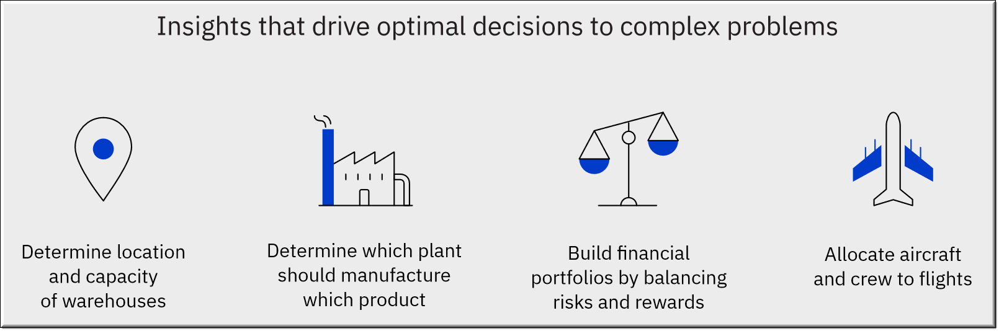 Insights that drive optimal decisions to complex problems
Determine location
and capacity
of warehouses
Determine which plant
should manufacture
which product
Build financial
portfolios by balancing
risks and rewards
Allocate aircraft
and crew to flights